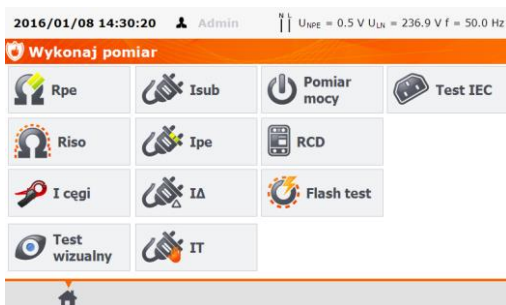 2016/01/08 14:30:20 Admin N L U_NPE = 0.5 V U_LN = 236.9 V f = 50.0 Hz
Wykonaj pomiar
Rpe Isub Pomiar mocy Test IEC
Riso Ipe RCD
I cęgi IΔ Flash test
Test wizualny IT